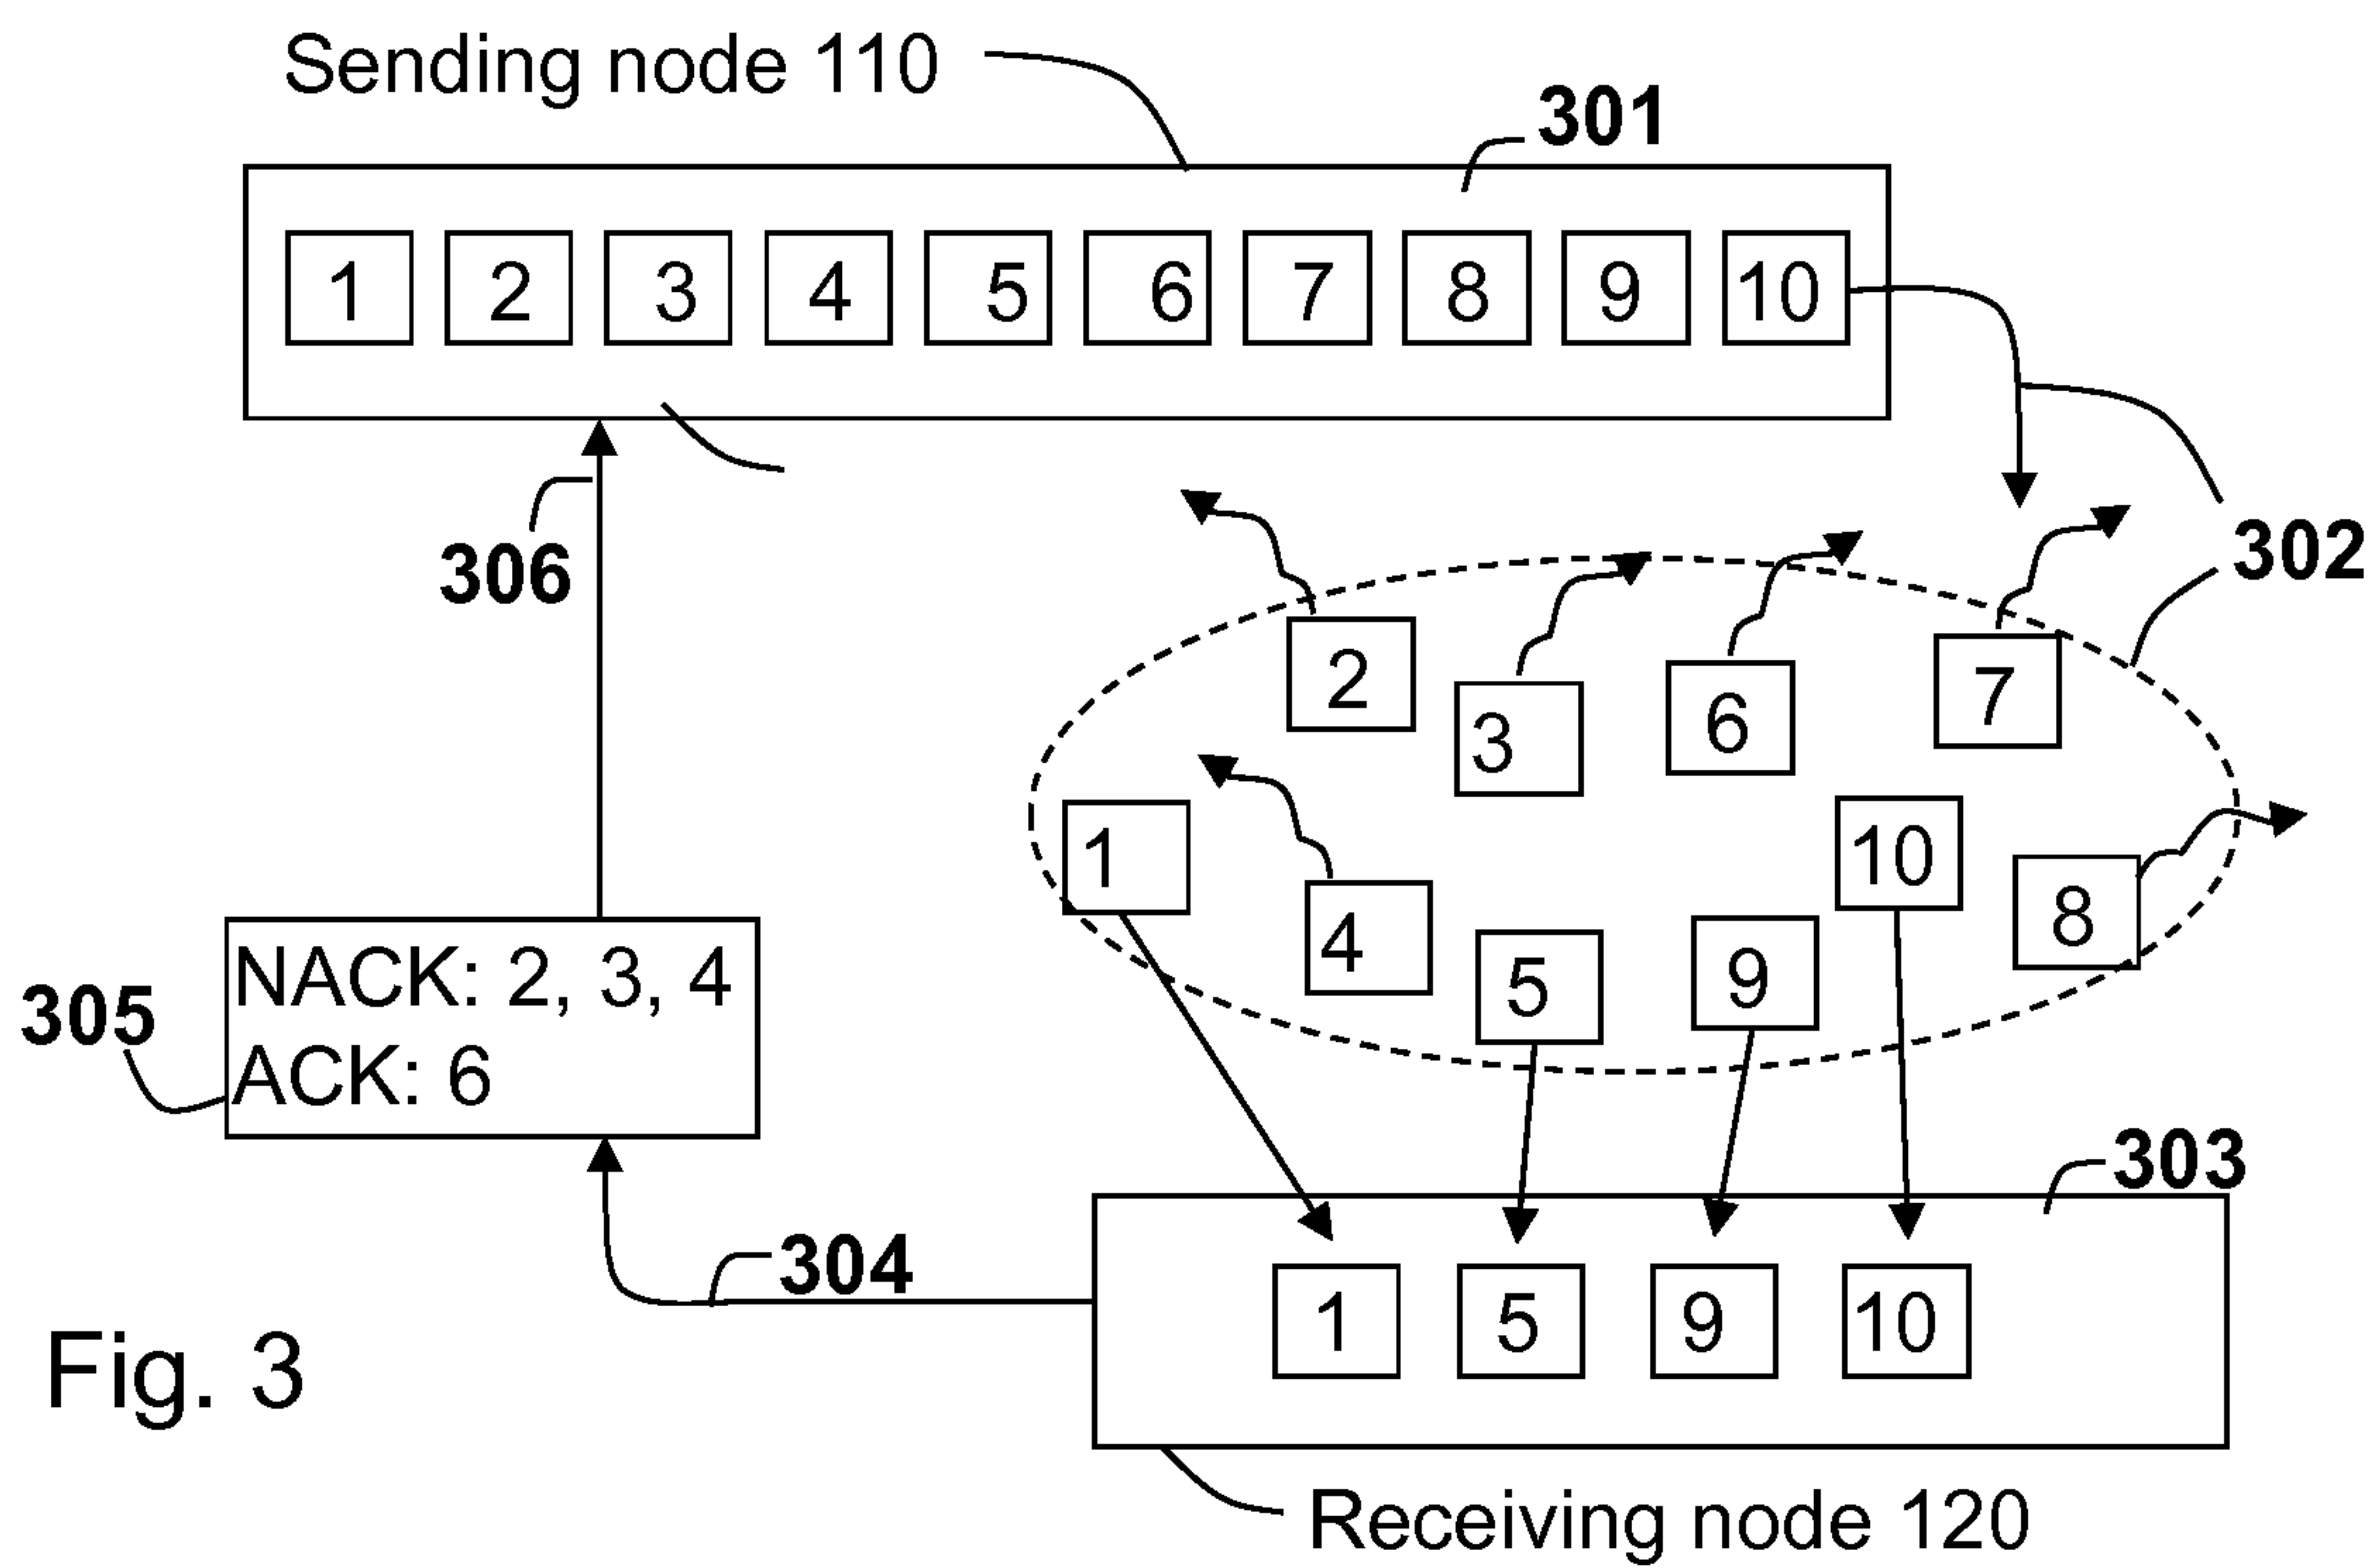 Sending node 110
301
1 2 3 4 5 6 7 8 9 10
306
302
2
3
6
7
1
4
5
9
10
8
NACK: 2, 3, 4
ACK: 6
305
303
304
1 5 9 10
Fig. 3
Receiving node 120